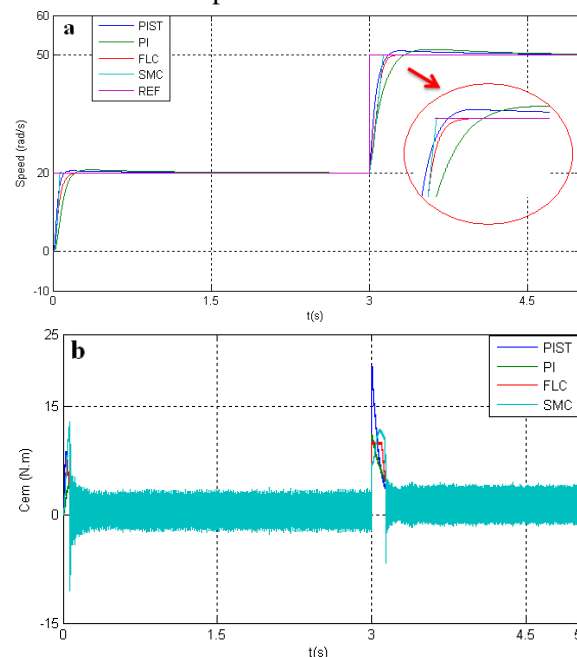 a
PIST
PI
FLC
SMC
REF
Speed (rad/s)
60
50
20
0
-10
0
1.5
3
4.5
t(s)
b
PIST
PI
FLC
SMC
Cem (N.m)
25
15
0
-15
0
1.5
3
4.5
5
t(s)